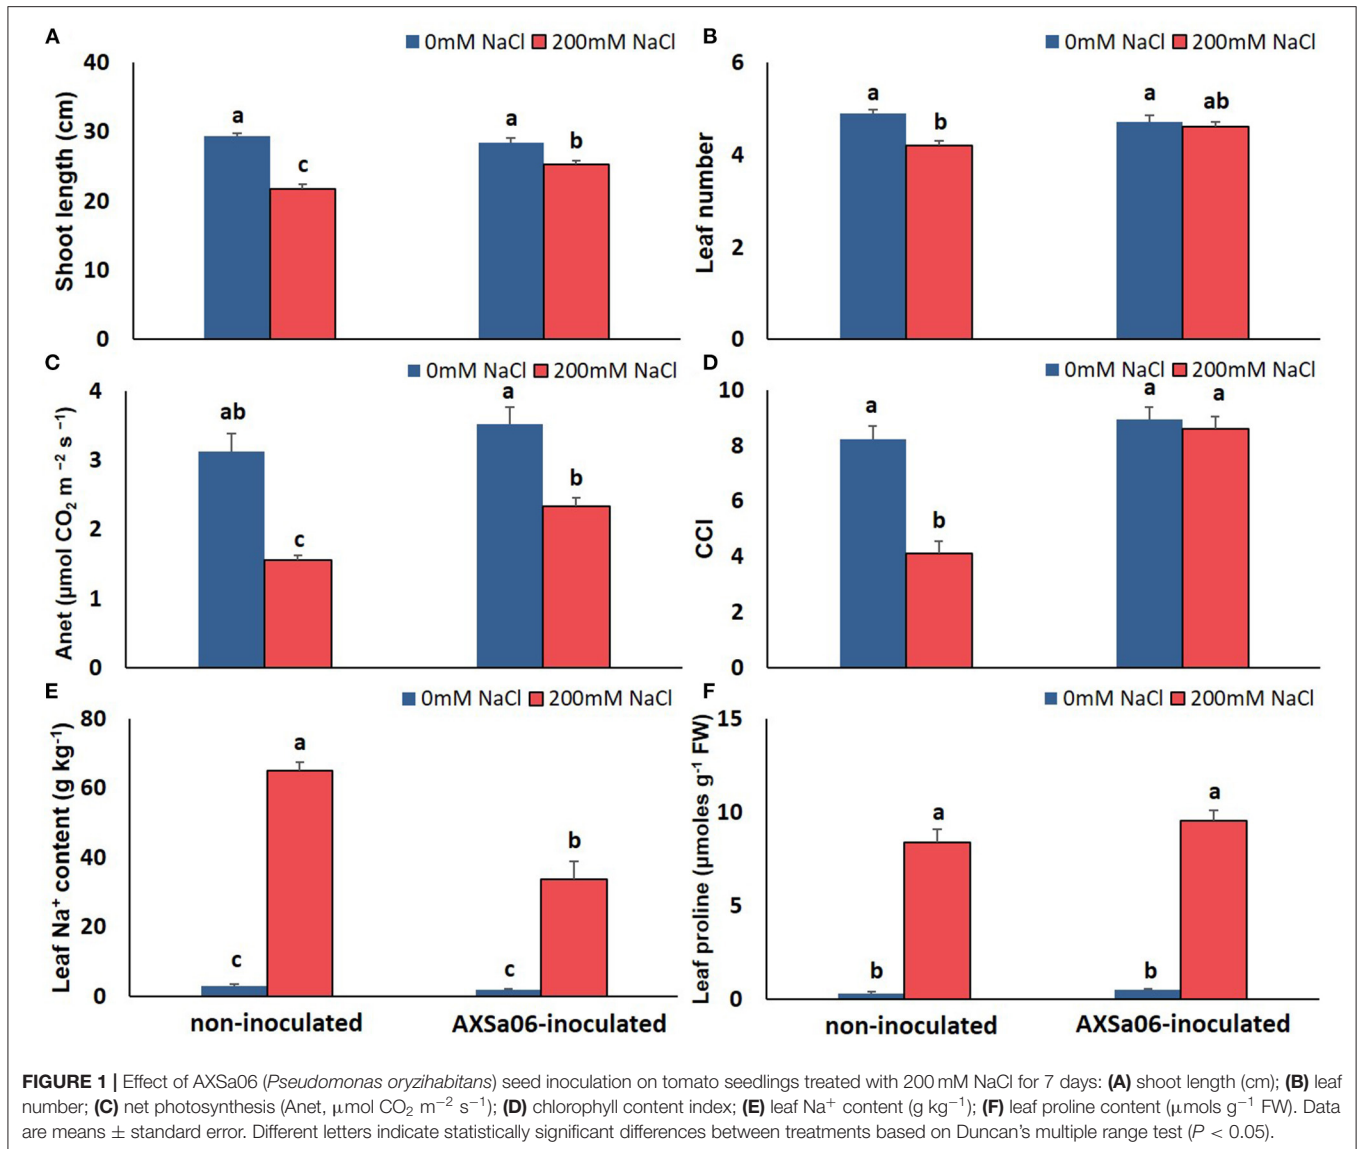 A
0mM NaCl 200mM NaCl
Shoot length (cm)
40
30
20
10
0
a
c
a
b
B
0mM NaCl 200mM NaCl
Leaf number
6
4
2
0
a
b
a
ab
C
0mM NaCl 200mM NaCl
Anet (µmol CO₂ m ⁻² s ⁻¹)
4
3
2
1
0
ab
c
a
b
D
0mM NaCl 200mM NaCl
CCI
10
8
6
4
2
0
a
b
a
a
E
0mM NaCl 200mM NaCl
Leaf Na⁺ content (g kg⁻¹)
80
60
40
20
0
c
a
c
b
non-inoculated AXSa06-inoculated
F
0mM NaCl 200mM NaCl
Leaf proline (µmoles g⁻¹ FW)
15
10
5
0
b
a
b
a
non-inoculated AXSa06-inoculated
FIGURE 1 | Effect of AXSa06 (Pseudomonas oryzihabitans) seed inoculation on tomato seedlings treated with 200 mM NaCl for 7 days: (A) shoot length (cm); (B) leaf
number; (C) net photosynthesis (Anet, µmol CO₂ m⁻² s⁻¹); (D) chlorophyll content index; (E) leaf Na⁺ content (g kg⁻¹); (F) leaf proline content (µmols g⁻¹ FW). Data
are means ± standard error. Different letters indicate statistically significant differences between treatments based on Duncan's multiple range test (P < 0.05).